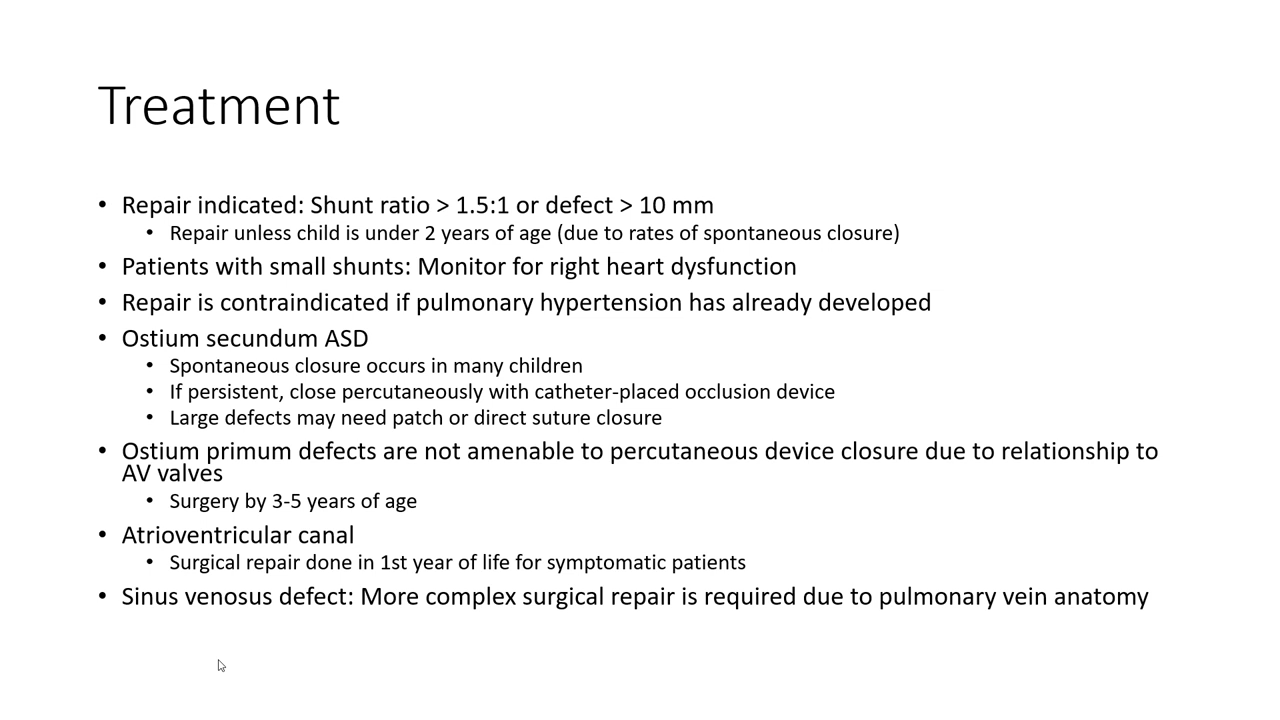 Treatment
• Repair indicated: Shunt ratio > 1.5:1 or defect > 10 mm
• Repair unless child is under 2 years of age (due to rates of spontaneous closure)
• Patients with small shunts: Monitor for right heart dysfunction
• Repair is contraindicated if pulmonary hypertension has already developed
• Ostium secundum ASD
• Spontaneous closure occurs in many children
• If persistent, close percutaneously with catheter-placed occlusion device
• Large defects may need patch or direct suture closure
• Ostium primum defects are not amenable to percutaneous device closure due to relationship to
AV valves
• Surgery by 3-5 years of age
• Atrioventricular canal
• Surgical repair done in 1st year of life for symptomatic patients
• Sinus venosus defect: More complex surgical repair is required due to pulmonary vein anatomy